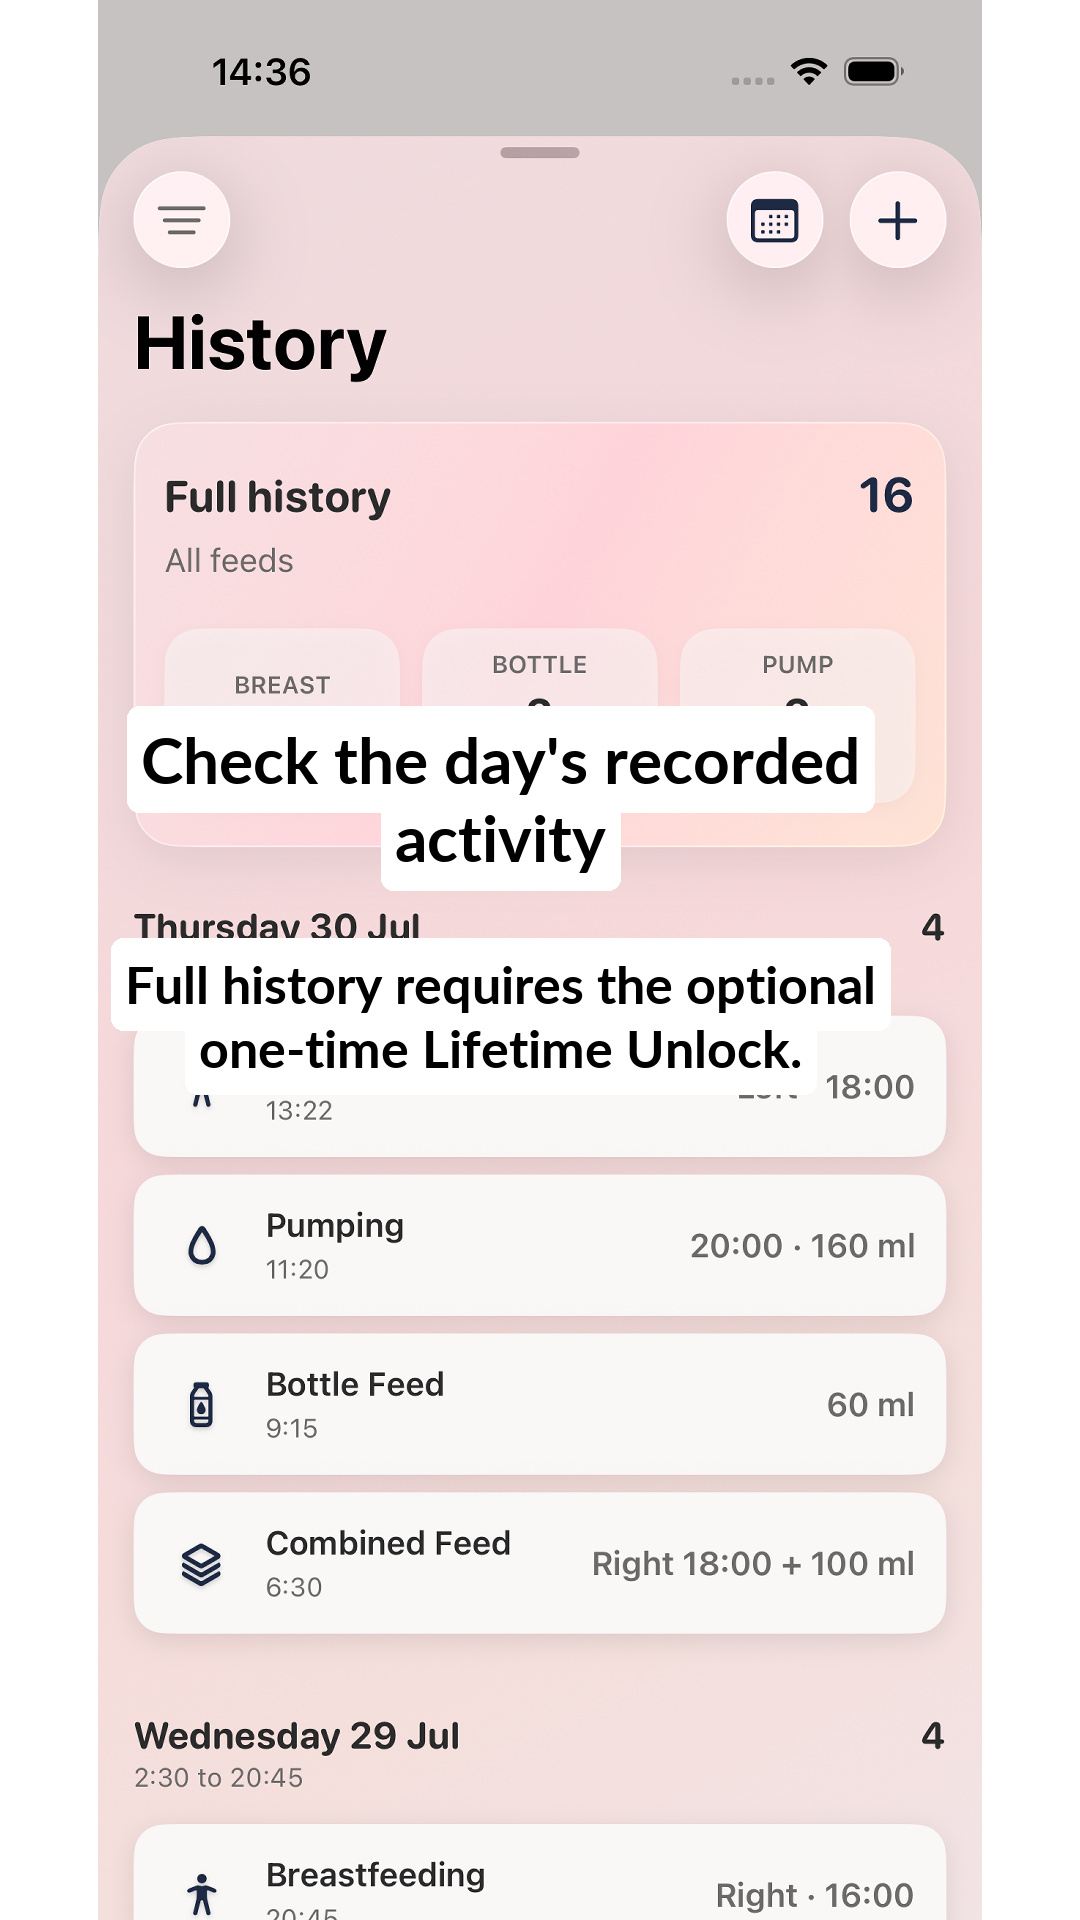 14:36
History
Full history
16
All feeds
BREAST
BOTTLE
PUMP
Check the day's recorded
activity
Thursday 30 Jul
4
Full history requires the optional
one-time Lifetime Unlock.
18:00
13:22
Pumping
20:00 · 160 ml
11:20
Bottle Feed
60 ml
9:15
Combined Feed
Right 18:00 + 100 ml
6:30
Wednesday 29 Jul
4
2:30 to 20:45
Breastfeeding
Right · 16:00
20:45